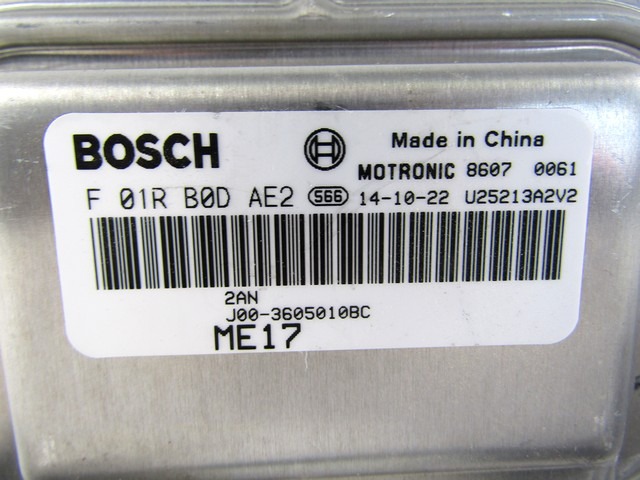 BOSCH Made in China
MOTRONIC 8607 0061
F 01R B0D AE2 S66 14-10-22 U25213A2V2
2AN
J00-3605010BC
ME17